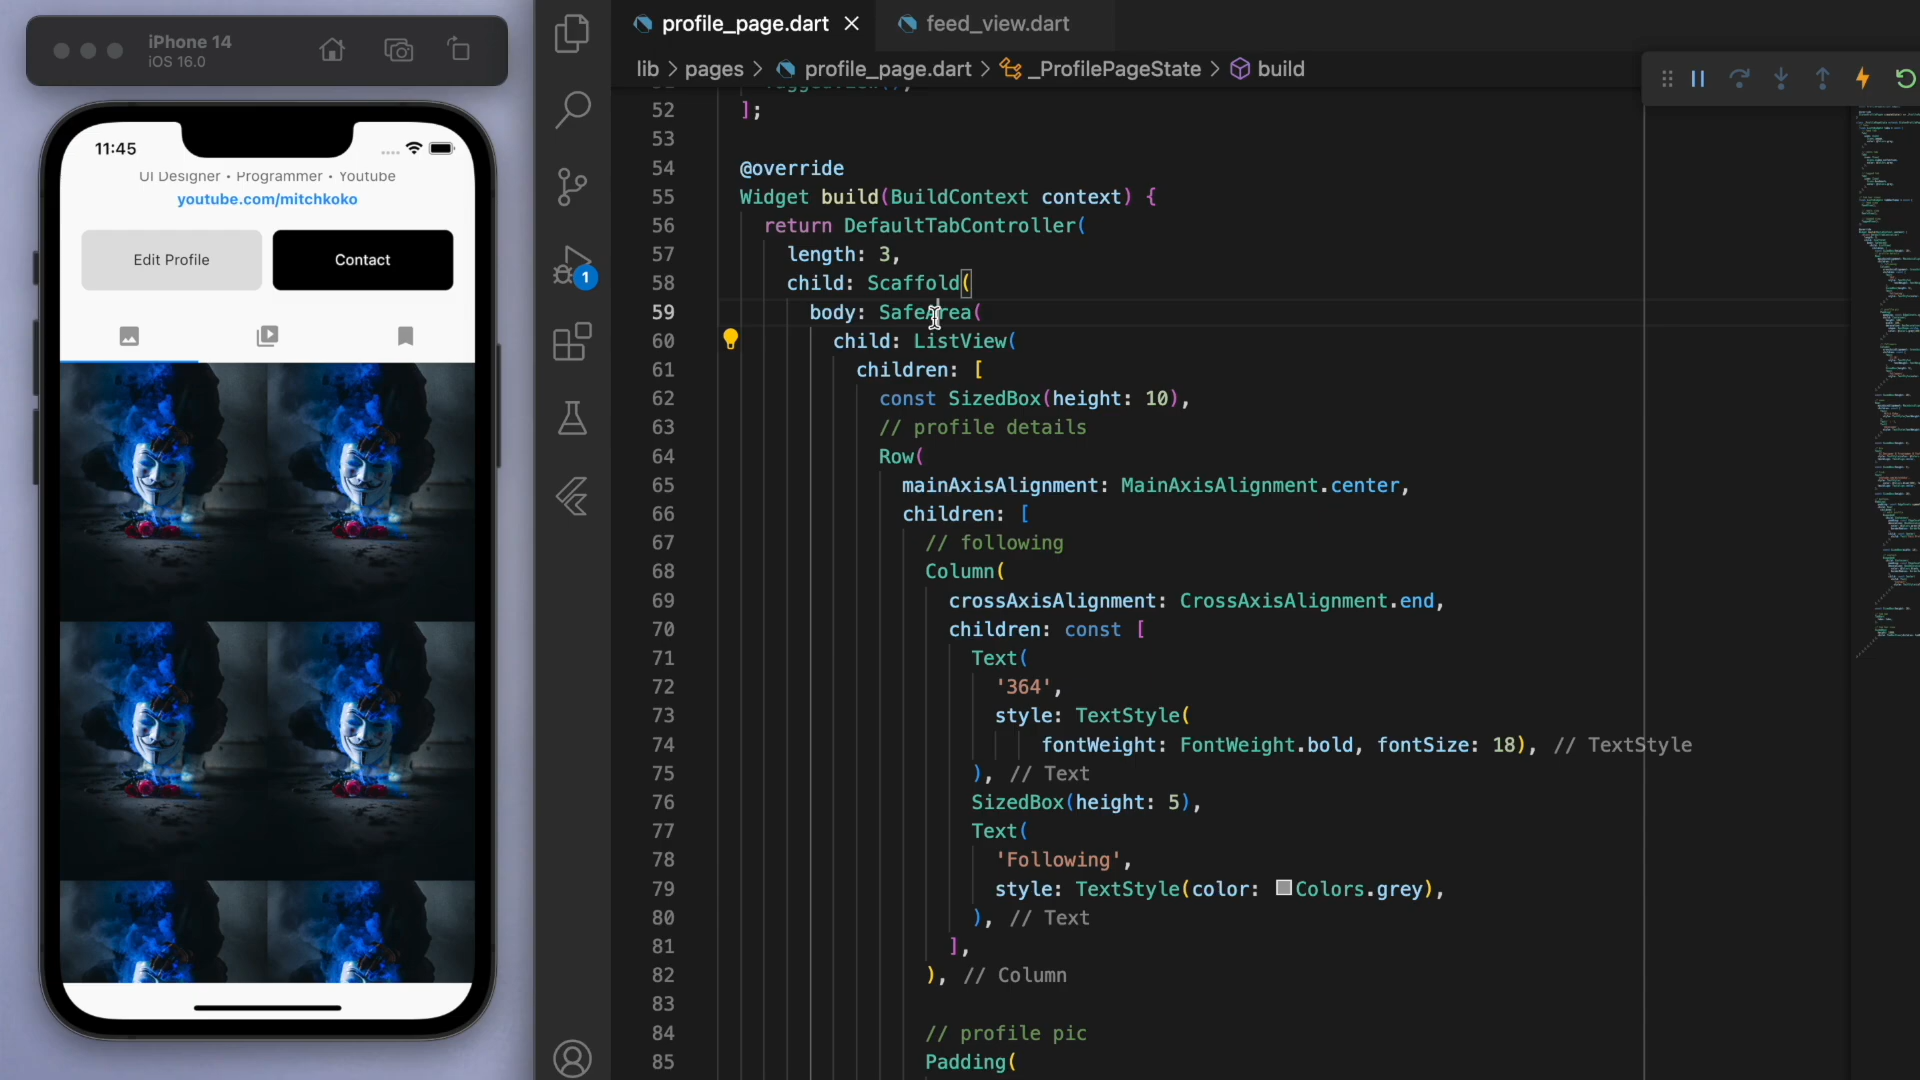 iPhone 14
iOS 16.0
11:45
UI Designer • Programmer • Youtube
youtube.com/mitchkoko
Edit Profile
Contact
1
profile_page.dart
feed_view.dart
lib > pages > profile_page.dart > _ProfilePageState > build
52 ];
53
54 @override
55 Widget build(BuildContext context) {
56 return DefaultTabController(
57 length: 3,
58 child: Scaffold(
59 body: SafeArea(
60 child: ListView(
61 children: [
62 const SizedBox(height: 10),
63 // profile details
64 Row(
65 mainAxisAlignment: MainAxisAlignment.center,
66 children: [
67 // following
68 Column(
69 crossAxisAlignment: CrossAxisAlignment.end,
70 children: const [
71 Text(
72 '364',
73 style: TextStyle(
74 fontWeight: FontWeight.bold, fontSize: 18), // TextStyle
75 ), // Text
76 SizedBox(height: 5),
77 Text(
78 'Following',
79 style: TextStyle(color: Colors.grey),
80 ), // Text
81 ],
82 ), // Column
83
84 // profile pic
85 Padding(